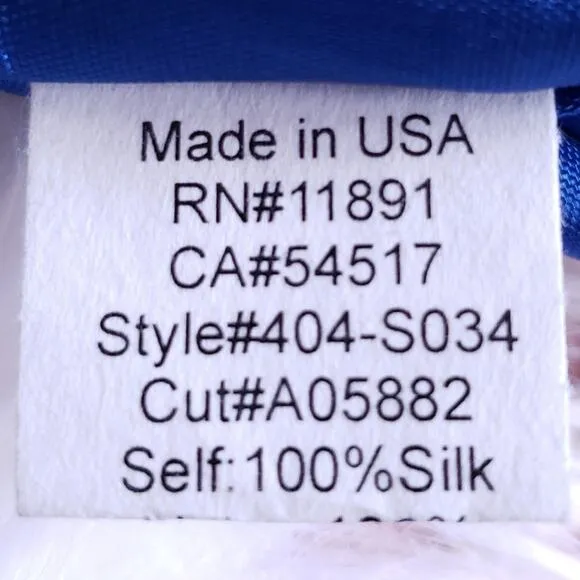 Made in USA
RN#11891
CA#54517
Style#404-S034
Cut#A05882
Self:100%Silk